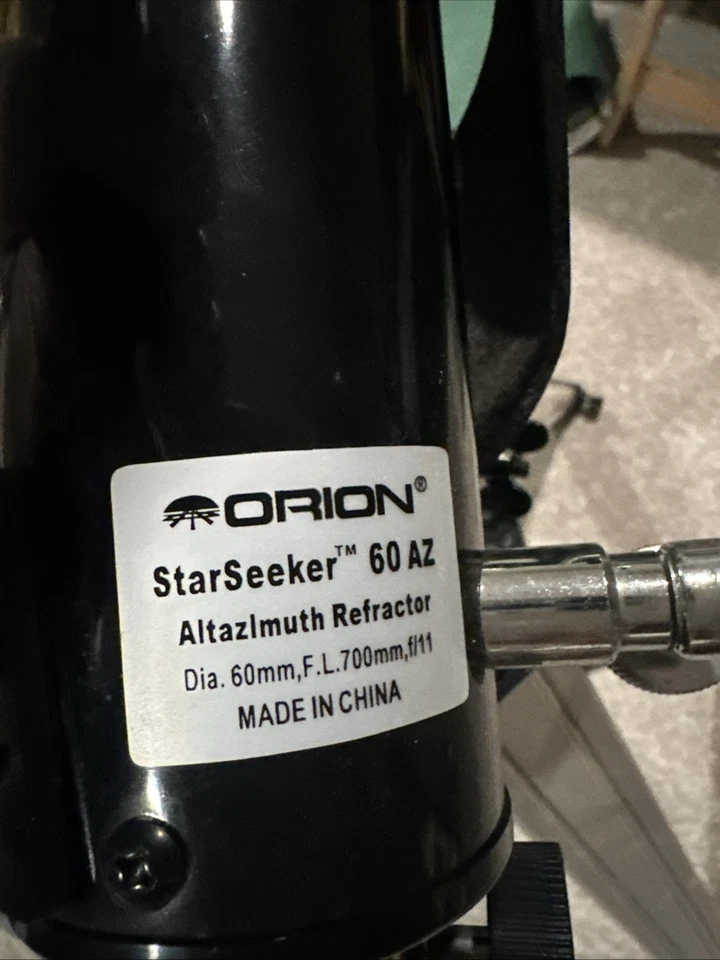 ORION®
StarSeeker™ 60 AZ
AltazImuth Refractor
Dia. 60mm,F.L.700mm,f/11
MADE IN CHINA